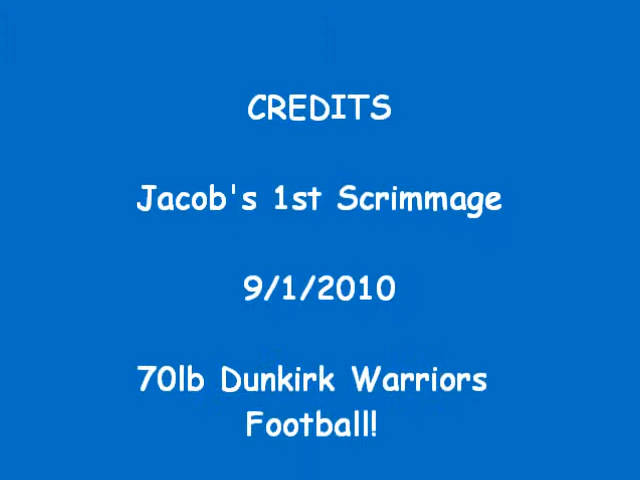 CREDITS
Jacob's 1st Scrimmage
9/1/2010
70lb Dunkirk Warriors
Football!